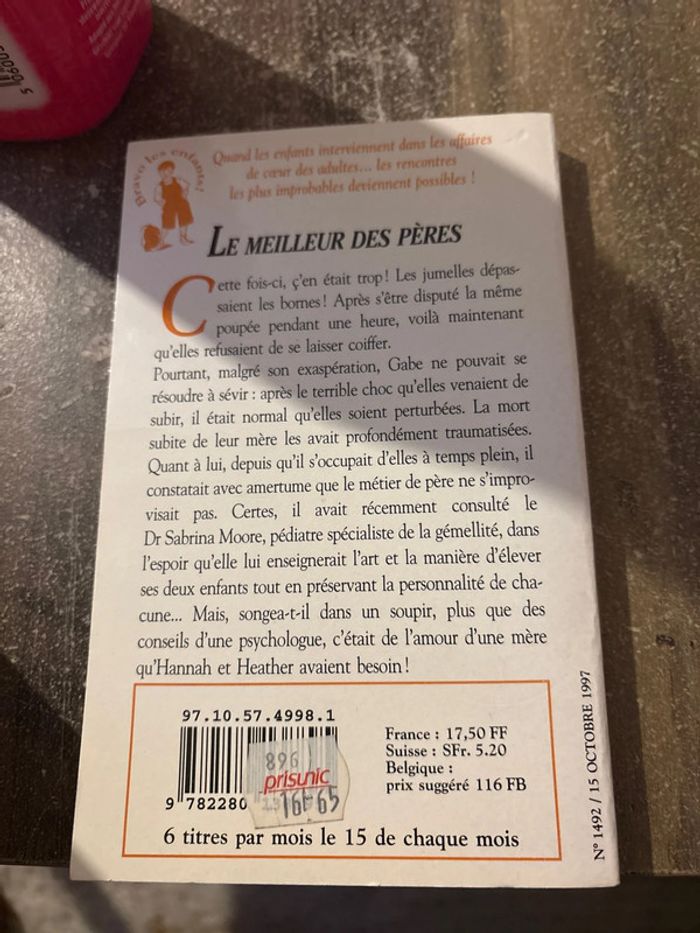 Bravo les enfants!
Quand les enfants interviennent dans les affaires
de cœur des adultes... les rencontres
les plus improbables deviennent possibles !
LE MEILLEUR DES PÈRES
Cette fois-ci, ç'en était trop! Les jumelles dépas-
saient les bornes! Après s'être disputé la même
poupée pendant une heure, voilà maintenant
qu'elles refusaient de se laisser coiffer.
Pourtant, malgré son exaspération, Gabe ne pouvait se
résoudre à sévir : après le terrible choc qu'elles venaient de
subir, il était normal qu'elles soient perturbées. La mort
subite de leur mère les avait profondément traumatisées.
Quant à lui, depuis qu'il s'occupait d'elles à temps plein, il
constatait avec amertume que le métier de père ne s'impro-
visait pas. Certes, il avait récemment consulté le
Dr Sabrina Moore, pédiatre spécialiste de la gémellité, dans
l'espoir qu'elle lui enseignerait l'art et la manière d'élever
ses deux enfants tout en préservant la personnalité de cha-
cune... Mais, songea-t-il dans un soupir, plus que des
conseils d'une psychologue, c'était de l'amour d'une mère
qu'Hannah et Heather avaient besoin!
97.10.57.4998.1
896
prisunic
16F65
9 782280
France : 17,50 FF
Suisse : SFr. 5.20
Belgique :
prix suggéré 116 FB
6 titres par mois le 15 de chaque mois
N° 1492 / 15 OCTOBRE 1997